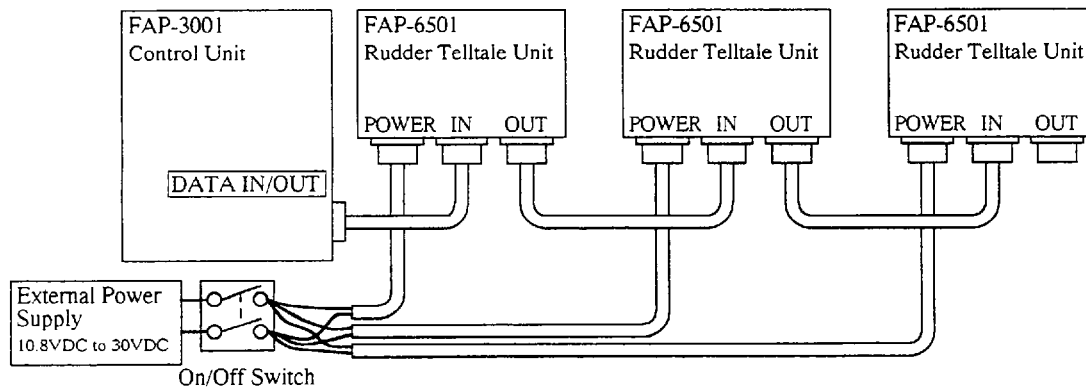 FAP-3001
Control Unit
DATA IN/OUT
FAP-6501
Rudder Telltale Unit
POWER IN OUT
FAP-6501
Rudder Telltale Unit
POWER IN OUT
FAP-6501
Rudder Telltale Unit
POWER IN OUT
External Power
Supply
10.8VDC to 30VDC
On/Off Switch